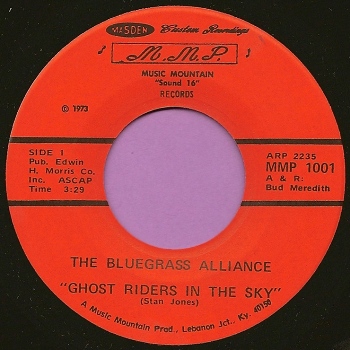 MASDEN Custom Recordings
M.M.P.
MUSIC MOUNTAIN
"Sound 16"
RECORDS
© 1973
SIDE 1
Pub. Edwin
H. Morris Co.
Inc. ASCAP
Time 3:29
ARP 2235
MMP 1001
A & R:
Bud Meredith
THE BLUEGRASS ALLIANCE
"GHOST RIDERS IN THE SKY"
(Stan Jones)
A Music Mountain Prod., Lebanon Jct., Ky. 40150